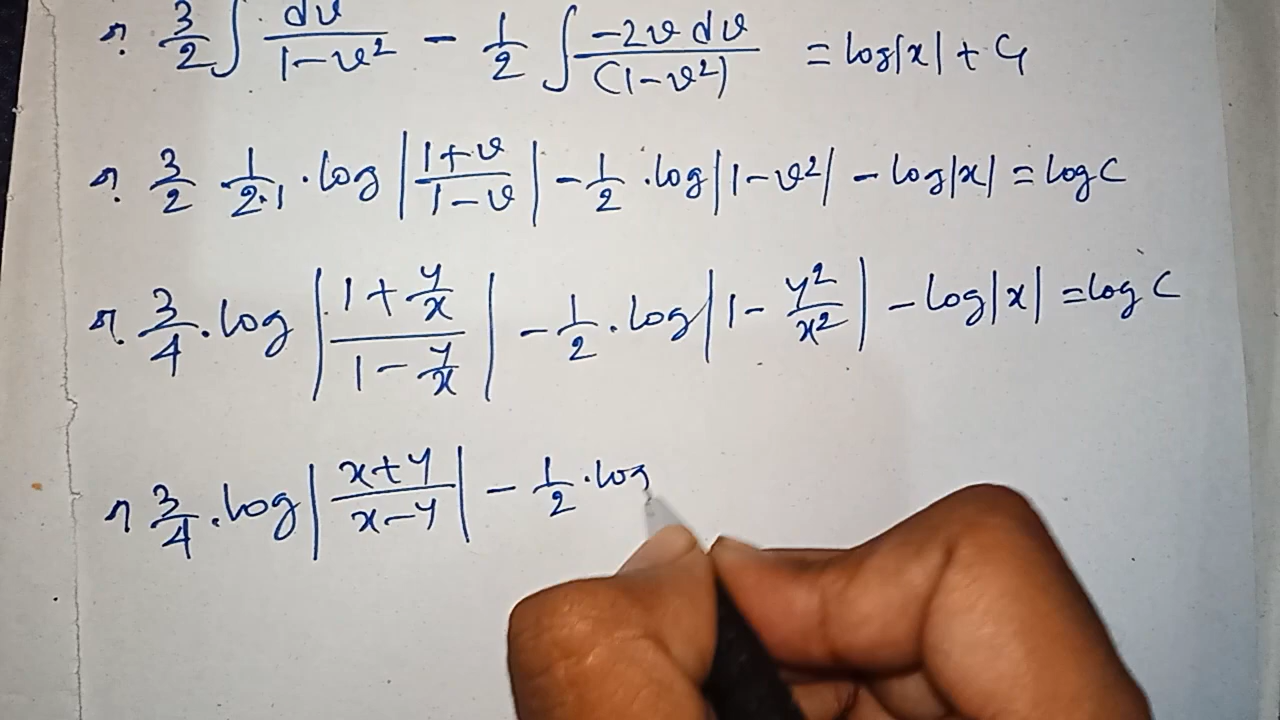 ⇒ 3/2 ∫ dv/(1-v²) - 1/2 ∫ -2v dv/(1-v²) = log|x| + C₁
⇒ 3/2 1/2·1 · log |(1+v)/(1-v)| - 1/2 · log|1-v²| - log|x| = log C
⇒ 3/4 · log |(1 + y/x)/(1 - y/x)| - 1/2 · log|1 - y²/x²| - log|x| = log C
⇒ 3/4 · log |(x+y)/(x-y)| - 1/2 · log